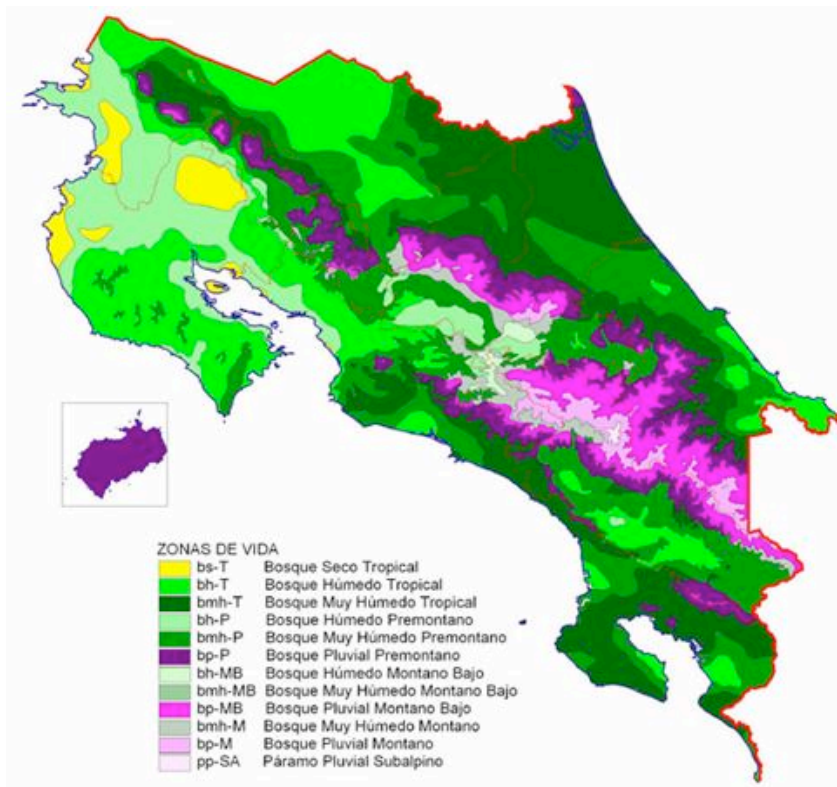 ZONAS DE VIDA
bs-T Bosque Seco Tropical
bh-T Bosque Húmedo Tropical
bmh-T Bosque Muy Húmedo Tropical
bh-P Bosque Húmedo Premontano
bmh-P Bosque Muy Húmedo Premontano
bp-P Bosque Pluvial Premontano
bh-MB Bosque Húmedo Montano Bajo
bmh-MB Bosque Muy Húmedo Montano Bajo
bp-MB Bosque Pluvial Montano Bajo
bmh-M Bosque Muy Húmedo Montano
bp-M Bosque Pluvial Montano
pp-SA Páramo Pluvial Subalpino